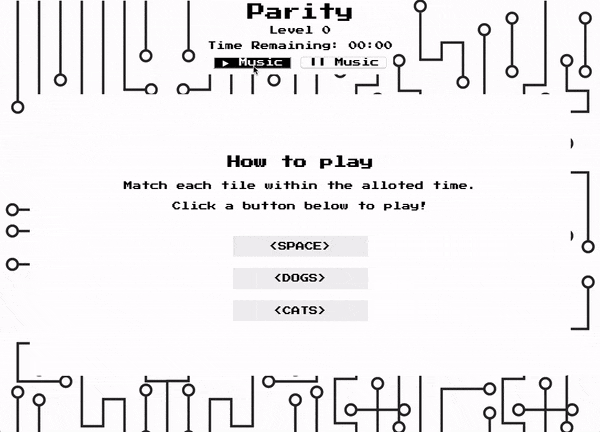 Parity
Level 0
Time Remaining: 00:00
▶ Music
II Music
How to play
Match each tile within the alloted time.
Click a button below to play!
<SPACE>
<DOGS>
<CATS>